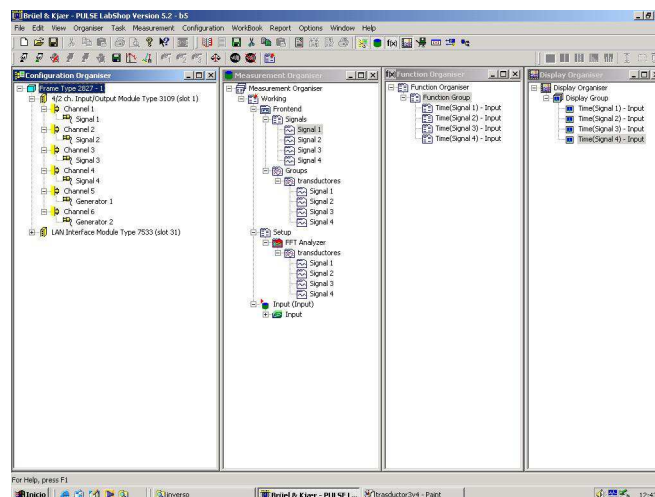 Brüel & Kjær - PULSE LabShop Version 5.2 - b5
File Edit View Organiser Task Measurement Configuration WorkBook Report Options Window Help
Configuration Organiser
Frame Type 2827 - 1
4/2 ch. Input/Output Module Type 3109 (slot 1)
Channel 1
Signal 1
Channel 2
Signal 2
Channel 3
Signal 3
Channel 4
Signal 4
Channel 5
Generator 1
Channel 6
Generator 2
LAN Interface Module Type 7533 (slot 31)
Measurement Organiser
Measurement Organiser
Working
Frontend
Signals
Signal 1
Signal 2
Signal 3
Signal 4
Groups
transductores
Signal 1
Signal 2
Signal 3
Signal 4
Setup
FFT Analyzer
transductores
Signal 1
Signal 2
Signal 3
Signal 4
Input (Input)
Input
f(x) Function Organiser
Function Organiser
Function Group
Time(Signal 1) - Input
Time(Signal 2) - Input
Time(Signal 3) - Input
Time(Signal 4) - Input
Display Organiser
Display Organiser
Display Group
Time(Signal 1) - Input
Time(Signal 2) - Input
Time(Signal 3) - Input
Time(Signal 4) - Input
For Help, press F1
Inicio
inverso
Brüel & Kjær - PULSE L...
trasductor3y4 - Paint